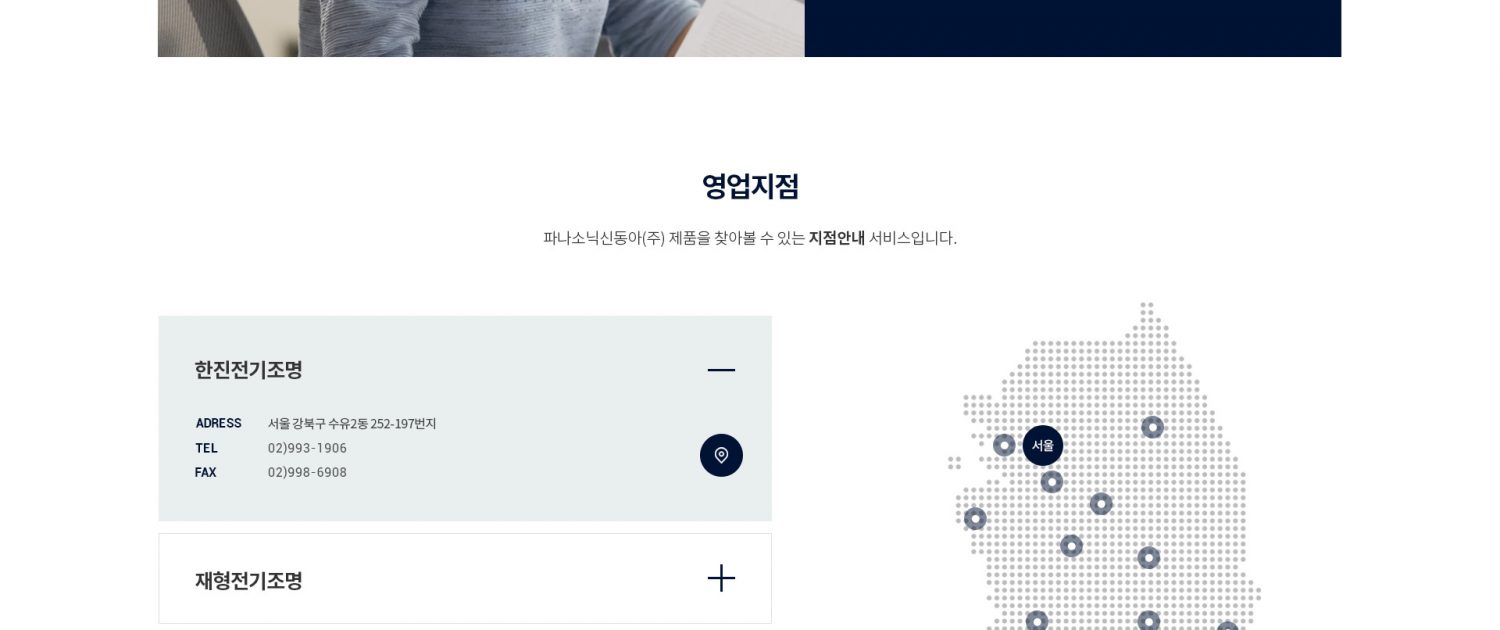 영업지점
파나소닉신동아(주) 제품을 찾아볼 수 있는 지점안내 서비스입니다.
한진전기조명
ADRESS 서울 강북구 수유2동 252-197번지
TEL 02)993-1906
FAX 02)998-6908
서울
재형전기조명